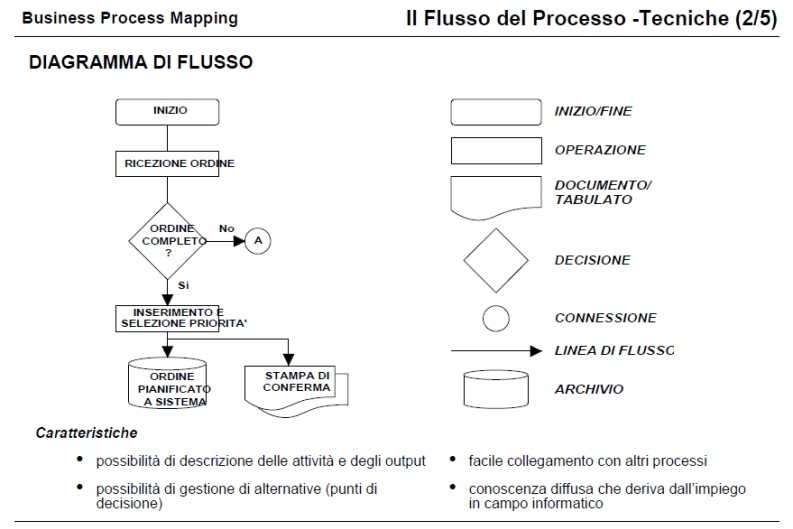 Business Process Mapping
Il Flusso del Processo -Tecniche (2/5)
DIAGRAMMA DI FLUSSO
INIZIO
RICEZIONE ORDINE
ORDINE
COMPLETO
?
No
A
Si
INSERIMENTO E
SELEZIONE PRIORITA'
ORDINE
PIANIFICATO
A SISTEMA
STAMPA DI
CONFERMA
INIZIO/FINE
OPERAZIONE
DOCUMENTO/
TABULATO
DECISIONE
CONNESSIONE
LINEA DI FLUSSO
ARCHIVIO
Caratteristiche
• possibilità di descrizione delle attività e degli output
• possibilità di gestione di alternative (punti di
decisione)
• facile collegamento con altri processi
• conoscenza diffusa che deriva dall'impiego
in campo informatico